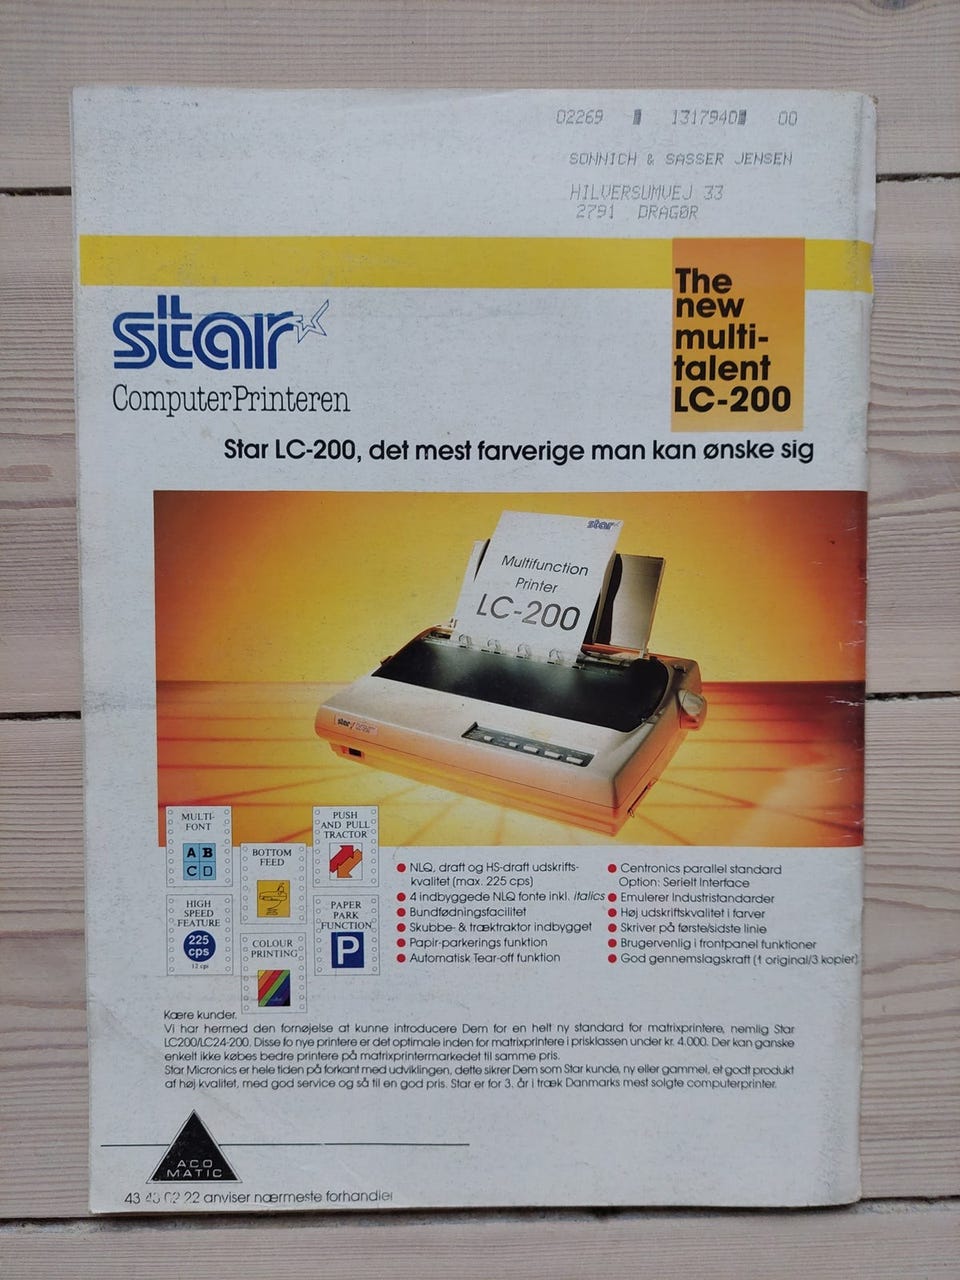 02269 1317940 00
SONNICH & SASSER JENSEN
HILVERSUMVEJ 33
2791 DRAGØR
The
new
multi-
talent
LC-200
star
ComputerPrinteren
Star LC-200, det mest farverige man kan ønske sig
star
Multifunction
Printer
LC-200
star
MULTI-
FONT
A B
C D
BOTTOM
FEED
PUSH
AND PULL
TRACTOR
HIGH
SPEED
FEATURE
225
cps
12 cpi
COLOUR
PRINTING
PAPER
PARK
FUNCTION
P
NLQ, draft og HS-draft udskrifts-
kvalitet (max. 225 cps)
4 indbyggede NLQ fonte inkl. italics
Bundfødningsfacilitet
Skubbe- & træktraktor indbygget
Papir-parkerings funktion
Automatisk Tear-off funktion
Centronics parallel standard
Option: Serielt Interface
Emulerer Industristandarder
Høj udskriftskvalitet i farver
Skriver på første/sidste linie
Brugervenlig i frontpanel funktioner
God gennemslagskraft (1 original/3 kopier)
Kære kunder.
Vi har hermed den fornøjelse at kunne introducere Dem for en helt ny standard for matrixprintere, nemlig Star
LC200/LC24-200. Disse to nye printere er det optimale inden for matrixprintere i prisklassen under kr. 4.000. Der kan ganske
enkelt ikke købes bedre printere på matrixprintermarkedet til samme pris.
Star Micronics er hele tiden på forkant med udviklingen, dette sikrer Dem som Star kunde, ny eller gammel, et godt produkt
af høj kvalitet, med god service og så til en god pris. Star er for 3. år i træk Danmarks mest solgte computerprinter.
ACO
MATIC
43 43 02 22 anviser nærmeste forhandler